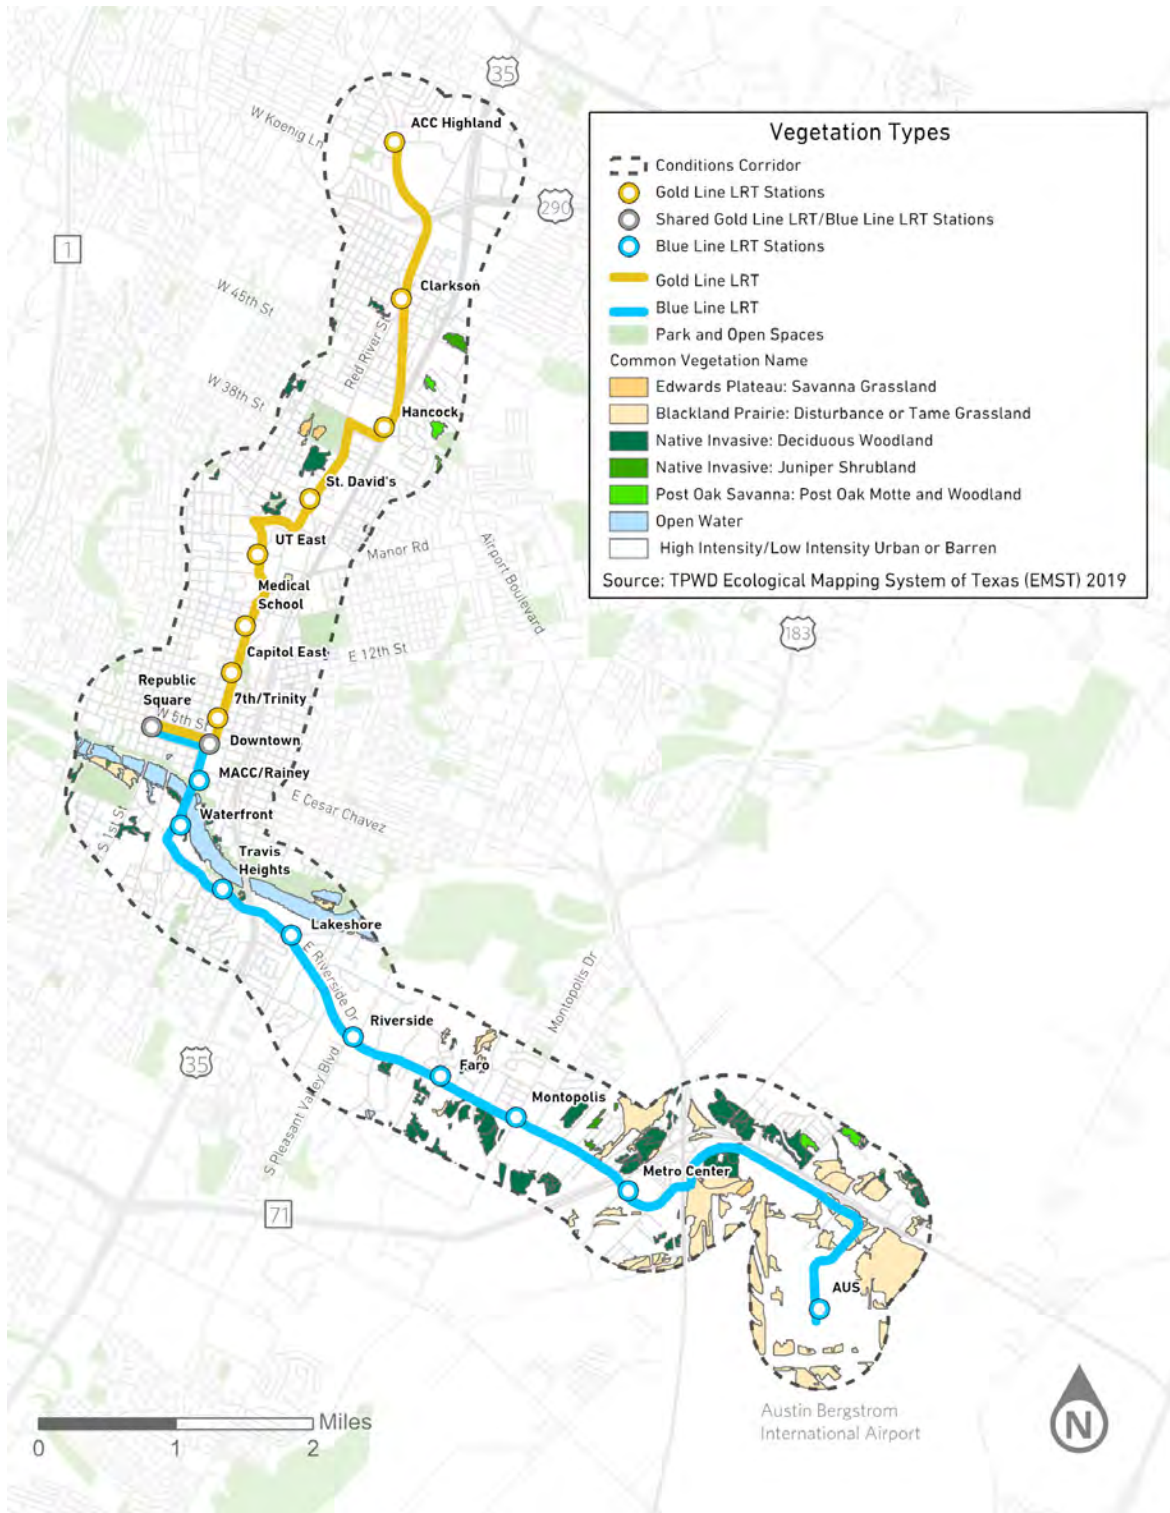 35
ACC Highland
W Koenig Ln
290
1
Clarkson
W 45th St
Red River St
W 38th St
Hancock
St. David's
UT East
Manor Rd
Airport Boulevard
Medical
School
183
Capitol East
E 12th St
Republic
Square
7th/Trinity
W 5th St
Downtown
MACC/Rainey
E Cesar Chavez
Waterfront
S 1st St
Travis
Heights
Lakeshore
E Riverside Dr
Montopolis Dr
Riverside
35
Faro
S Pleasant Valley Blvd
Montopolis
Metro Center
71
AUS
Austin Bergstrom
International Airport
Vegetation Types
Conditions Corridor
Gold Line LRT Stations
Shared Gold Line LRT/Blue Line LRT Stations
Blue Line LRT Stations
Gold Line LRT
Blue Line LRT
Park and Open Spaces
Common Vegetation Name
Edwards Plateau: Savanna Grassland
Blackland Prairie: Disturbance or Tame Grassland
Native Invasive: Deciduous Woodland
Native Invasive: Juniper Shrubland
Post Oak Savanna: Post Oak Motte and Woodland
Open Water
High Intensity/Low Intensity Urban or Barren
Source: TPWD Ecological Mapping System of Texas (EMST) 2019
Miles
0 1 2
N